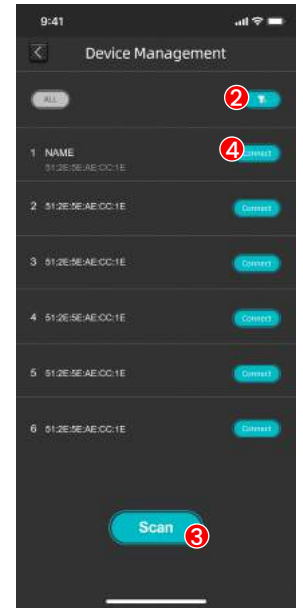 9:41
Device Management
ALL
2
1 NAME
4
Connect
51:2E:5E:AE:CC:1E
2 51:2E:5E:AE:CC:1E Connect
3 51:2E:5E:AE:CC:1E Connect
4 51:2E:5E:AE:CC:1E Connect
5 51:2E:5E:AE:CC:1E Connect
6 51:2E:5E:AE:CC:1E Connect
Scan
3